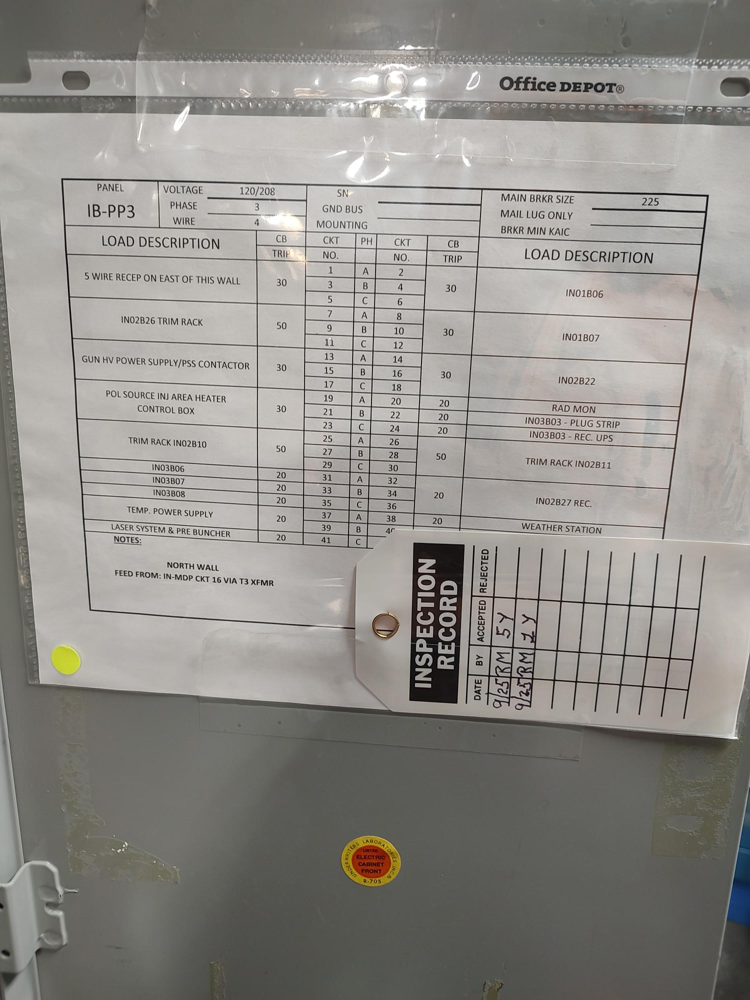 Office DEPOT®
PANEL
IB-PP3
VOLTAGE 120/208
PHASE 3
WIRE 4
SN
GND BUS
MOUNTING
MAIN BRKR SIZE 225
MAIL LUG ONLY
BRKR MIN KAIC
LOAD DESCRIPTION CB TRIP CKT NO. PH CKT NO. CB TRIP LOAD DESCRIPTION
5 WIRE RECEP ON EAST OF THIS WALL 30 1 A 2 30 IN01B06
3 B 4
5 C 6
IN02B26 TRIM RACK 50 7 A 8 30 IN01B07
9 B 10
11 C 12
GUN HV POWER SUPPLY/PSS CONTACTOR 30 13 A 14 30 IN02B22
15 B 16
17 C 18
POL SOURCE INJ AREA HEATER
CONTROL BOX 30 19 A 20 20 RAD MON
21 B 22 20 IN03B03 - PLUG STRIP
23 C 24 20 IN03B03 - REC. UPS
TRIM RACK IN02B10 50 25 A 26 50 TRIM RACK IN02B11
27 B 28
29 C 30
IN03B06 20 31 A 32 20 IN02B27 REC.
IN03B07 20 33 B 34
IN03B08 20 35 C 36
TEMP. POWER SUPPLY 20 37 A 38 20 WEATHER STATION
39 B
LASER SYSTEM & PRE BUNCHER 20 41 C
NOTES:
NORTH WALL
FEED FROM: IN-MDP CKT 16 VIA T3 XFMR
INSPECTION
RECORD
DATE BY ACCEPTED REJECTED
9/25 RM 5Y
9/25 RM 1Y
UNDERWRITERS LABORATORIES INC.®
LISTED
ELECTRIC
CABINET
FRONT
R-705